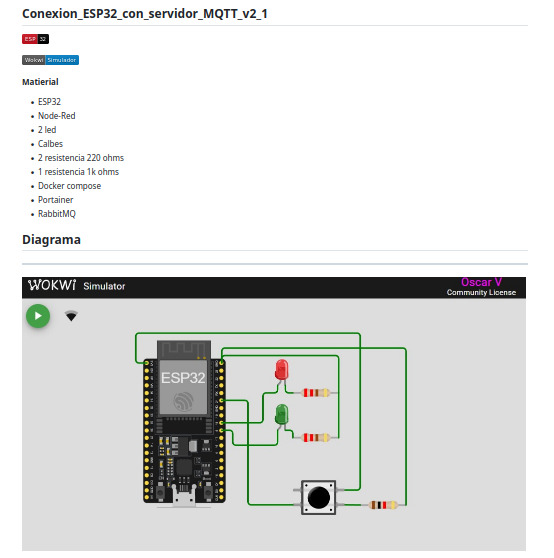 Conexion_ESP32_con_servidor_MQTT_v2_1
ESP 32
Wokwi Simulador
Matierial
ESP32
Node-Red
2 led
Calbes
2 resistencia 220 ohms
1 resistencia 1k ohms
Docker compose
Portainer
RabbitMQ
Diagrama
WOKWi Simulator
Oscar V
Community License
ESP32